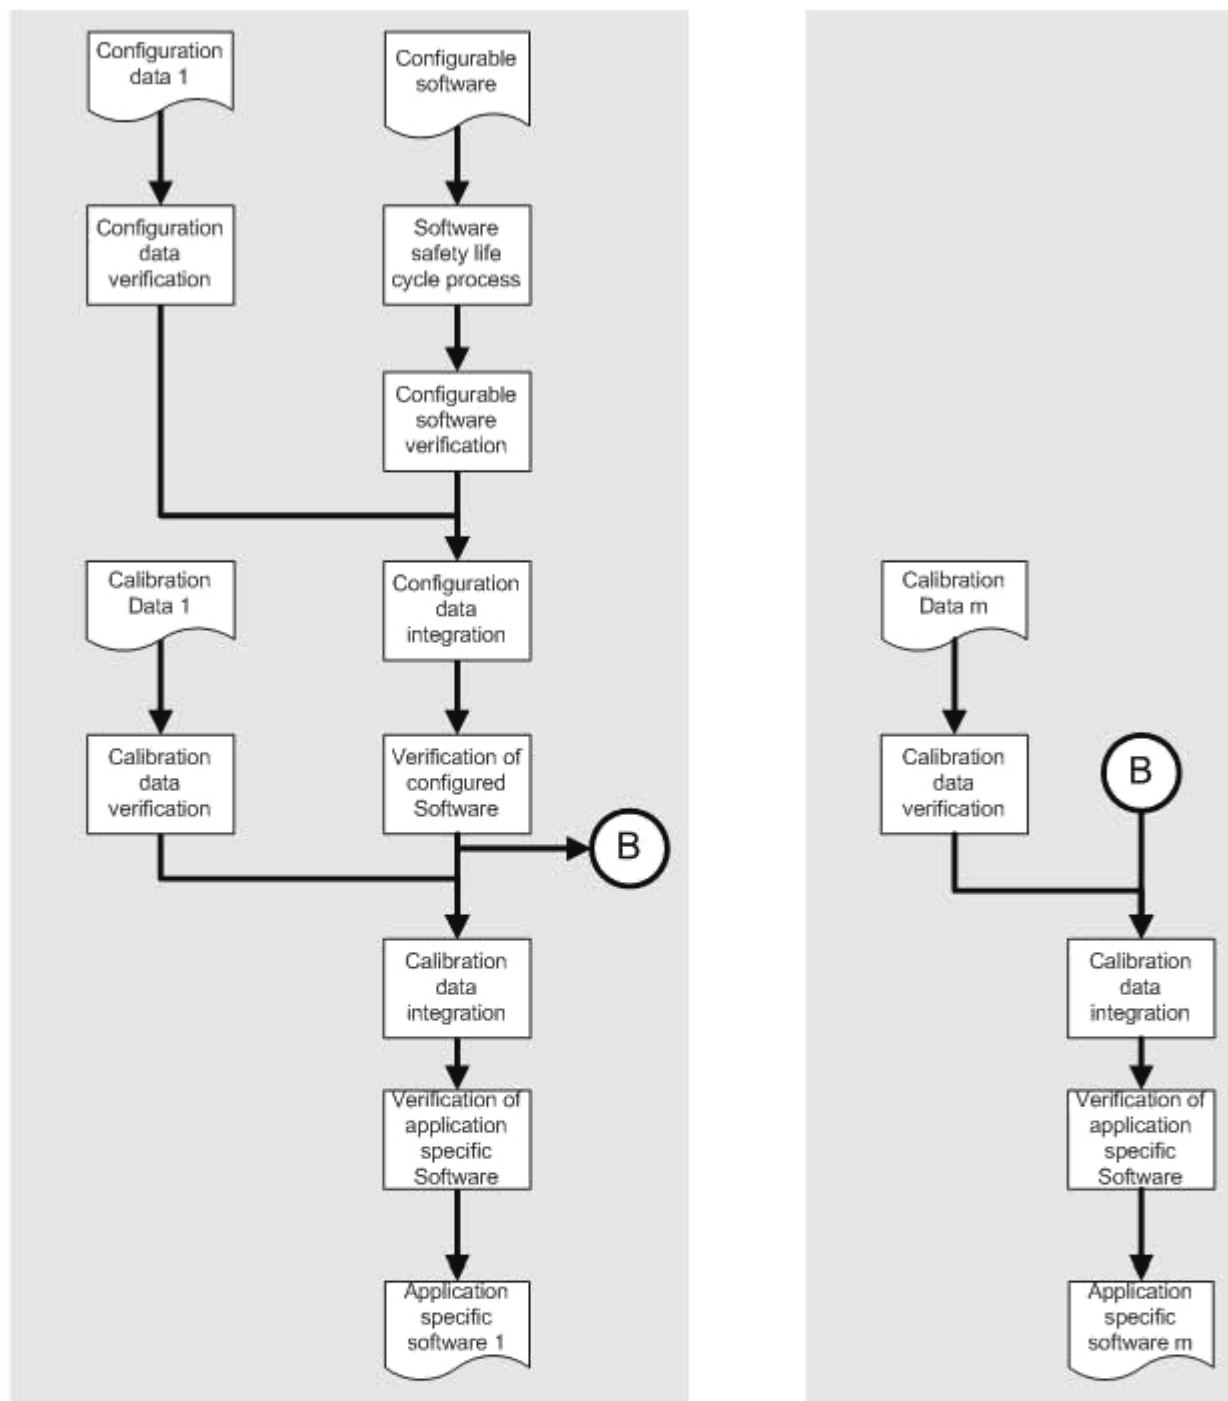 Configuration
data 1
Configurable
software
Configuration
data
verification
Software
safety life
cycle process
Configurable
software
verification
Calibration
Data 1
Configuration
data
integration
Calibration
data
verification
Verification of
configured
Software
B
Calibration
data
integration
Verification of
application
specific
Software
Application
specific
software 1
Calibration
Data m
Calibration
data
verification
B
Calibration
data
integration
Verification of
application
specific
Software
Application
specific
software m